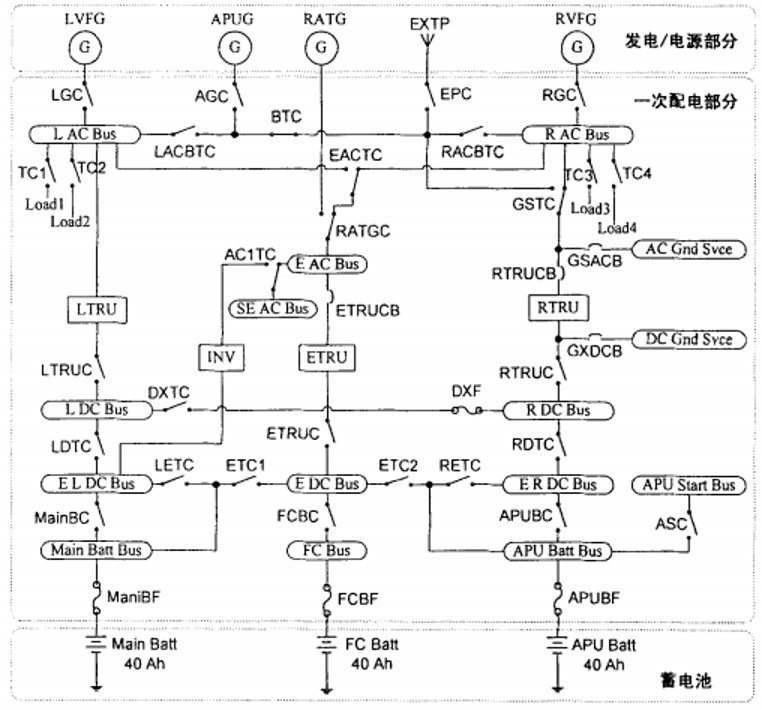 LVFG APUG RATG EXTP RVFG
G G G G 发电/电源部分
LGC AGC EPC RGC 一次配电部分
L AC Bus LACBTC BTC RACBTC R AC Bus
TC1 TC2 EACTC TC3 TC4
Load1 Load2 GSTC Load3 Load4
RATGC
AC1TC E AC Bus GSACB AC Gnd Svce
RTRUCB
SE AC Bus ETRUCB
LTRU RTRU
INV ETRU GXDCB DC Gnd Svce
LTRUC RTRUC
DXTC DXF
L DC Bus R DC Bus
LDTC ETRUC RDTC
LETC ETC1 ETC2 RETC
E L DC Bus E DC Bus E R DC Bus APU Start Bus
MainBC FCBC APUBC ASC
Main Batt Bus FC Bus APU Batt Bus
ManiBF FCBF APUBF
Main Batt FC Batt APU Batt
40 Ah 40 Ah 40 Ah
蓄电池